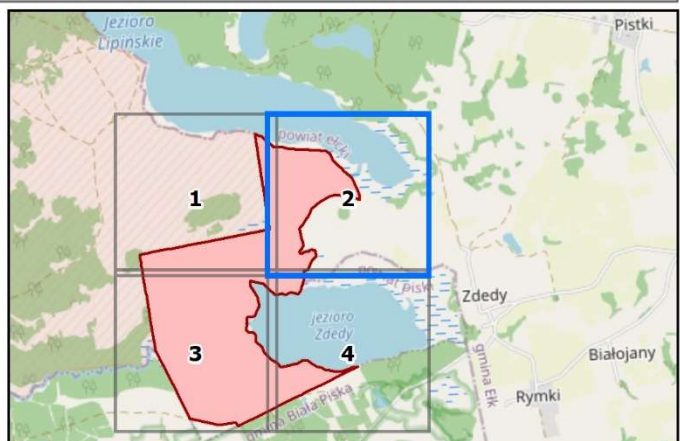 Jezioro
Lipińskie
Pistki
powiat ełcki
1
2
powiat Piski
Zdedy
jezioro
Zdedy
3
4
Białojany
gmina Ełk
Rymki
gmina Biała Piska